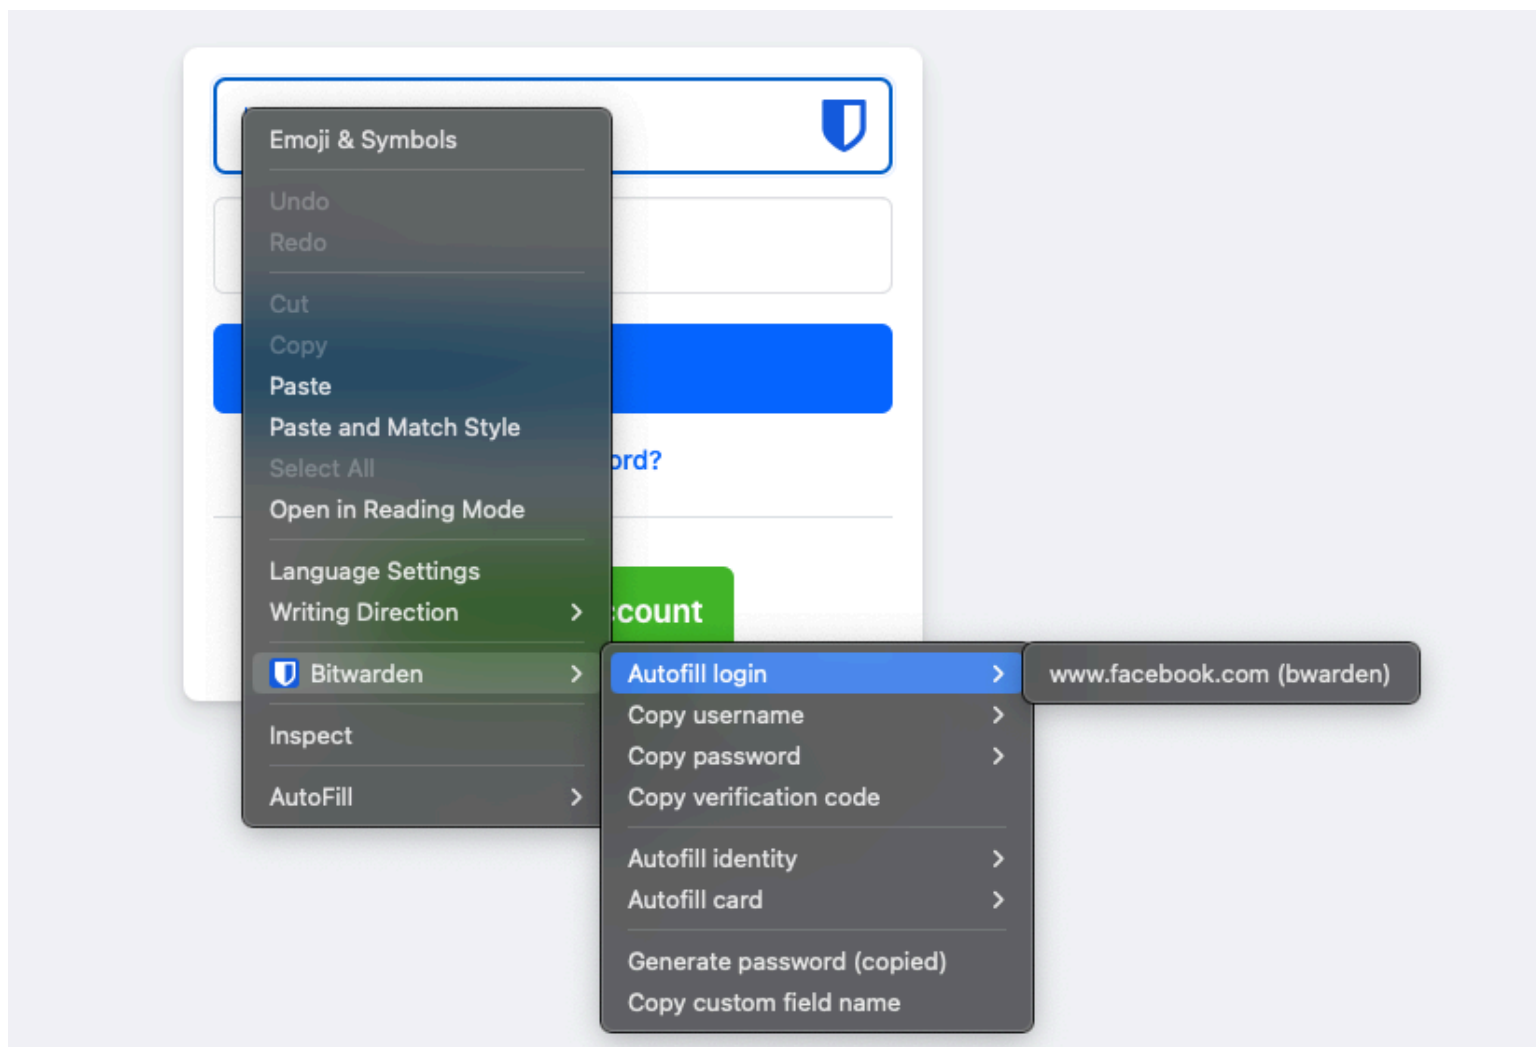 Emoji & Symbols
Undo
Redo
Cut
Copy
Paste
Paste and Match Style
Select All
ord?
Open in Reading Mode
Language Settings
Writing Direction
count
Bitwarden
Inspect
AutoFill
Autofill login
Copy username
Copy password
Copy verification code
Autofill identity
Autofill card
Generate password (copied)
Copy custom field name
www.facebook.com (bwarden)